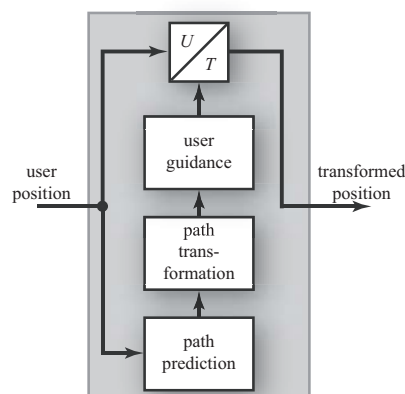 U
T
user
guidance
user
position
transformed
position
path
trans-
formation
path
prediction